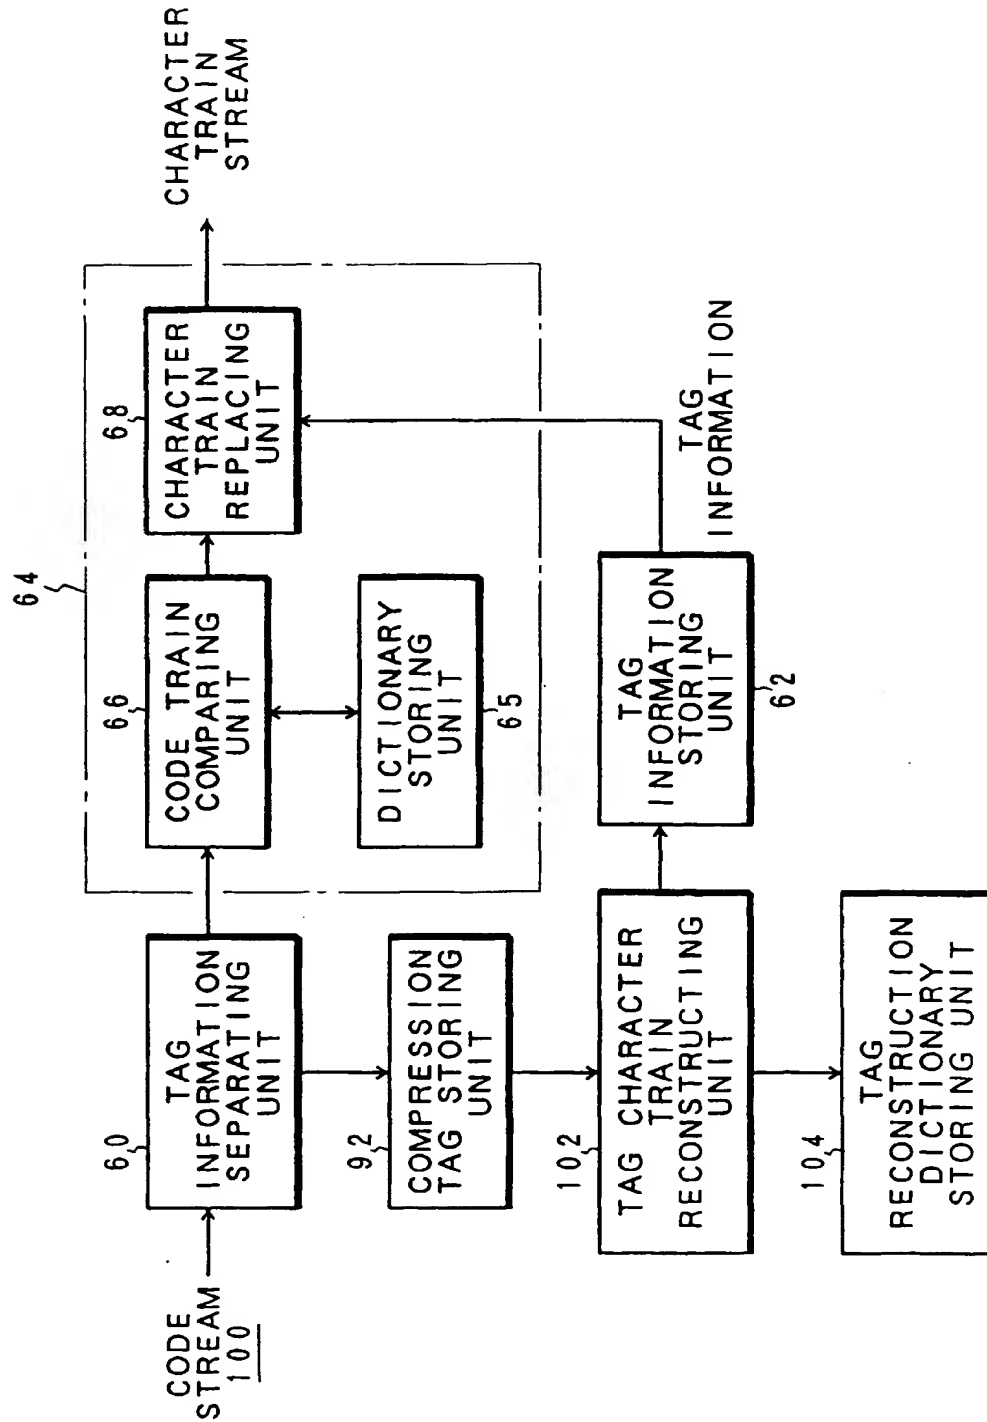 CODE
STREAM
100
60
TAG
INFORMATION
SEPARATING
UNIT
64
66
CODE TRAIN
COMPARING
UNIT
68
CHARACTER
TRAIN
REPLACING
UNIT
CHARACTER
TRAIN
STREAM
92
COMPRESSION
TAG STORING
UNIT
DICTIONARY
STORING
UNIT
65
102
TAG CHARACTER
TRAIN
RECONSTRUCTING
UNIT
TAG
INFORMATION
STORING
UNIT
62
TAG
INFORMATION
104
TAG
RECONSTRUCTION
DICTIONARY
STORING UNIT